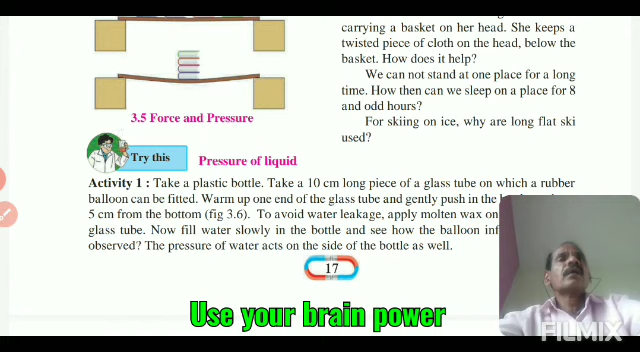 carrying a basket on her head. She keeps a
twisted piece of cloth on the head, below the
basket. How does it help?
We can not stand at one place for a long
time. How then can we sleep on a place for 8
and odd hours?
For skiing on ice, why are long flat ski
used?
3.5 Force and Pressure
Try this
Pressure of liquid
Activity 1 : Take a plastic bottle. Take a 10 cm long piece of a glass tube on which a rubber
balloon can be fitted. Warm up one end of the glass tube and gently push in the
5 cm from the bottom (fig 3.6). To avoid water leakage, apply molten wax on
glass tube. Now fill water slowly in the bottle and see how the balloon
observed? The pressure of water acts on the side of the bottle as well.
17
Use your brain power
FILMIX